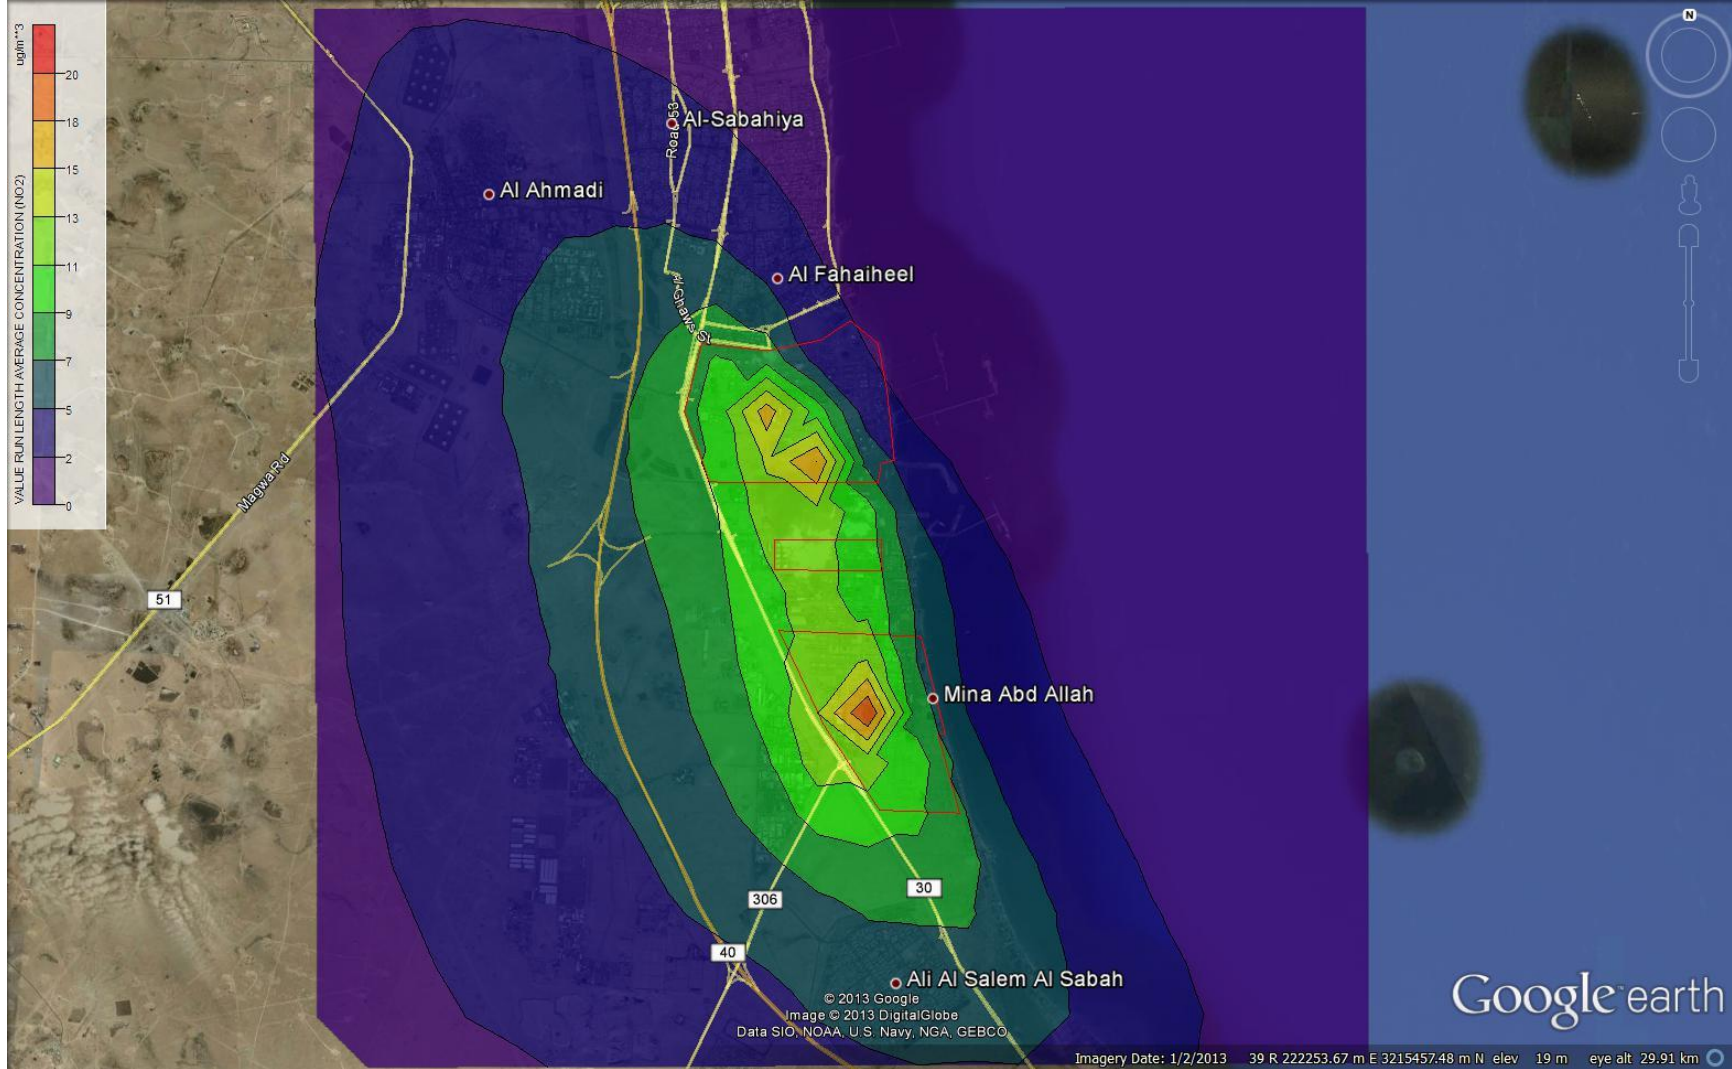 ug/m**3
20
18
15
13
11
9
7
5
2
0
VALUE RUN LENGTH AVERAGE CONCENTRATION (NO2)
N
Road 53
Al-Sabahiya
Al Ahmadi
Al Fahaiheel
Al Ghaws St
Magwa Rd
51
Mina Abd Allah
30
306
40
Ali Al Salem Al Sabah
© 2013 Google
Image © 2013 DigitalGlobe
Data SIO, NOAA, U.S. Navy, NGA, GEBCO
Google earth
Imagery Date: 1/2/2013 39 R 222253.67 m E 3215457.48 m N elev 19 m eye alt 29.91 km